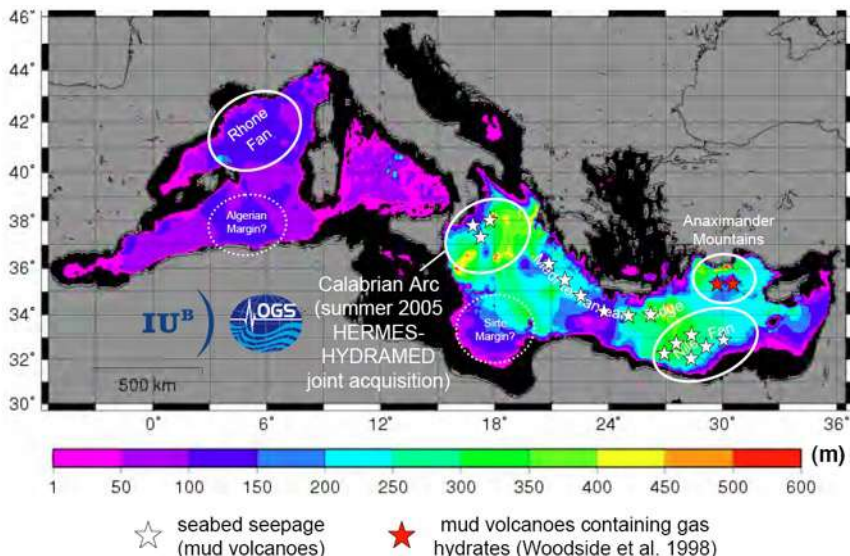 46°
44°
42°
40°
38°
36°
34°
32°
30°
Rhone
Fan
Algerian
Margin?
Anaximander
Mountains
Calabrian Arc
(summer 2005
HERMES-
HYDRAMED
joint acquisition)
Mediterranean Ridge
Sirte
Margin?
Nile Fan
IUB
OGS
500 km
0° 6° 12° 18° 24° 30° 36°
(m)
1 50 100 150 200 250 300 350 400 450 500 600
seabed seepage
(mud volcanoes)
mud volcanoes containing gas
hydrates (Woodside et al. 1998)